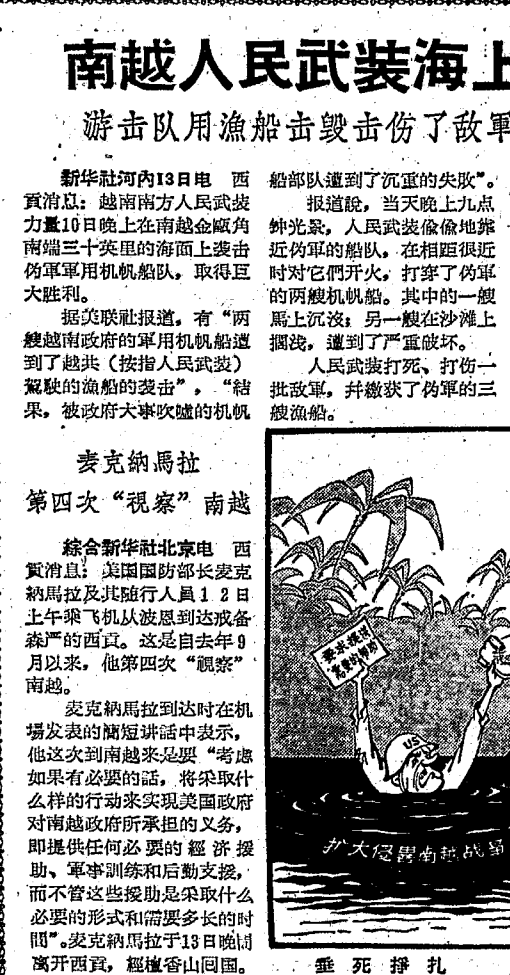 南越人民武装海上
游击队用漁船击毁击伤了敌軍
新华社河內13日电 西
貢消息：越南南方人民武装
力量10日晚上在南越金甌角
南端三十英里的海面上袭击
伪軍軍用机帆船队，取得巨
大胜利。
据美联社报道，有“两
艘越南政府的軍用机帆船遭
到了越共（按指人民武装）
駕駛的漁船的袭击”，“結
果，被政府大事吹噓的机帆
船部队遭到了沉重的失敗”。
报道說，当天晚上九点
钟光景，人民武装偷偷地靠
近伪軍的船队，在相距很近
时对它們开火，打穿了伪軍
的两艘机帆船。其中的一艘
馬上沉沒；另一艘在沙滩上
擱浅，遭到了严重破坏。
人民武装打死、打伤一
批敌軍，幷繳获了伪軍的三
艘漁船。
麦克納馬拉
第四次“視察”南越
綜合新华社北京电 西
貢消息：美国国防部长麦克
納馬拉及其随行人員12日
上午乘飞机从波恩到达戒备
森严的西貢。这是自去年9
月以来，他第四次“視察”
南越。
麦克納馬拉到达时在机
場发表的簡短讲話中表示，
他这次到南越来是要“考虑
如果有必要的話，将采取什
么样的行动来实現美国政府
对南越政府所承担的义务，
即提供任何必要的經济援
助、軍事訓练和后勤支援，
而不管这些援助是采取什么
必要的形式和需要多长的时
間”。麦克納馬拉于13日晚間
离开西貢，經檀香山回国。
US
扩大侵略南越战争
垂死掙扎